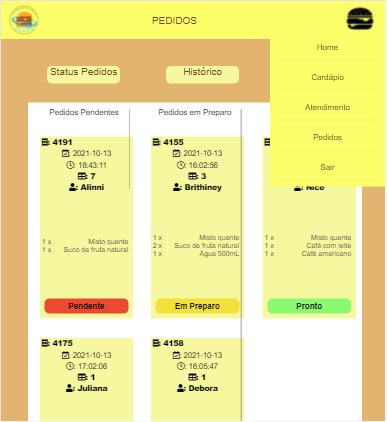 PEDIDOS
Home
Cardápio
Atendimento
Pedidos
Sair
Status Pedidos
Histórico
Pedidos Pendentes
Pedidos em Preparo
4191
2021-10-13
: 18:43:11
: 7
: Alinni
1 x Misto quente
1 x Suco de fruta natural
Pendente
4155
2021-10-13
: 16:02:56
: 3
: Brithiney
1 x Misto quente
2 x Suco de fruta natural
1 x Agua 500mL
Em Preparo
: Nice
1 x Misto quente
1 x Café com leite
1 x Café americano
Pronto
4175
2021-10-13
: 17:02:06
: 1
: Juliana
4158
2021-10-13
: 16:05:47
: 1
: Debora